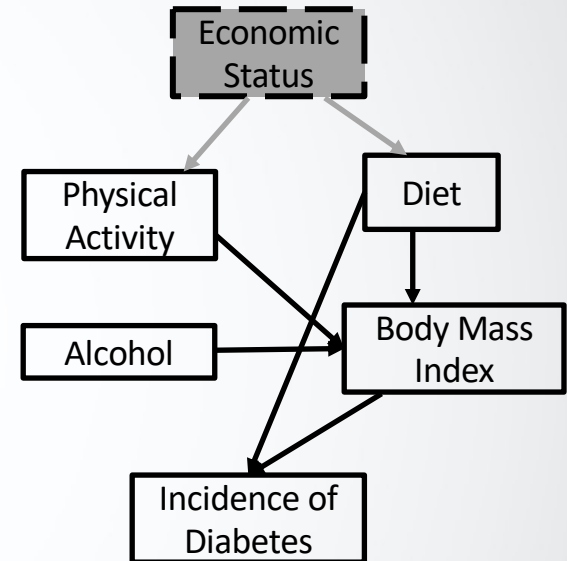 Economic
Status
Physical
Activity
Diet
Alcohol
Body Mass
Index
Incidence of
Diabetes